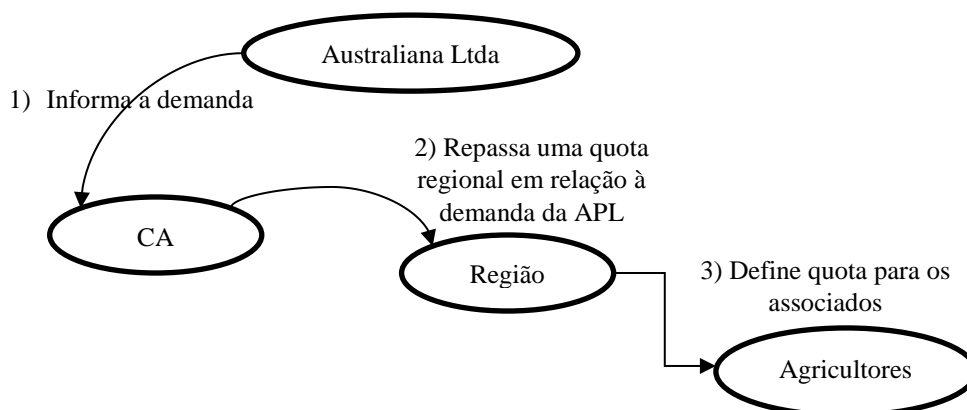 Australiana Ltda
1) Informa a demanda
2) Repassa uma quota
regional em relação à
demanda da APL
CA
Região
3) Define quota para os
associados
Agricultores